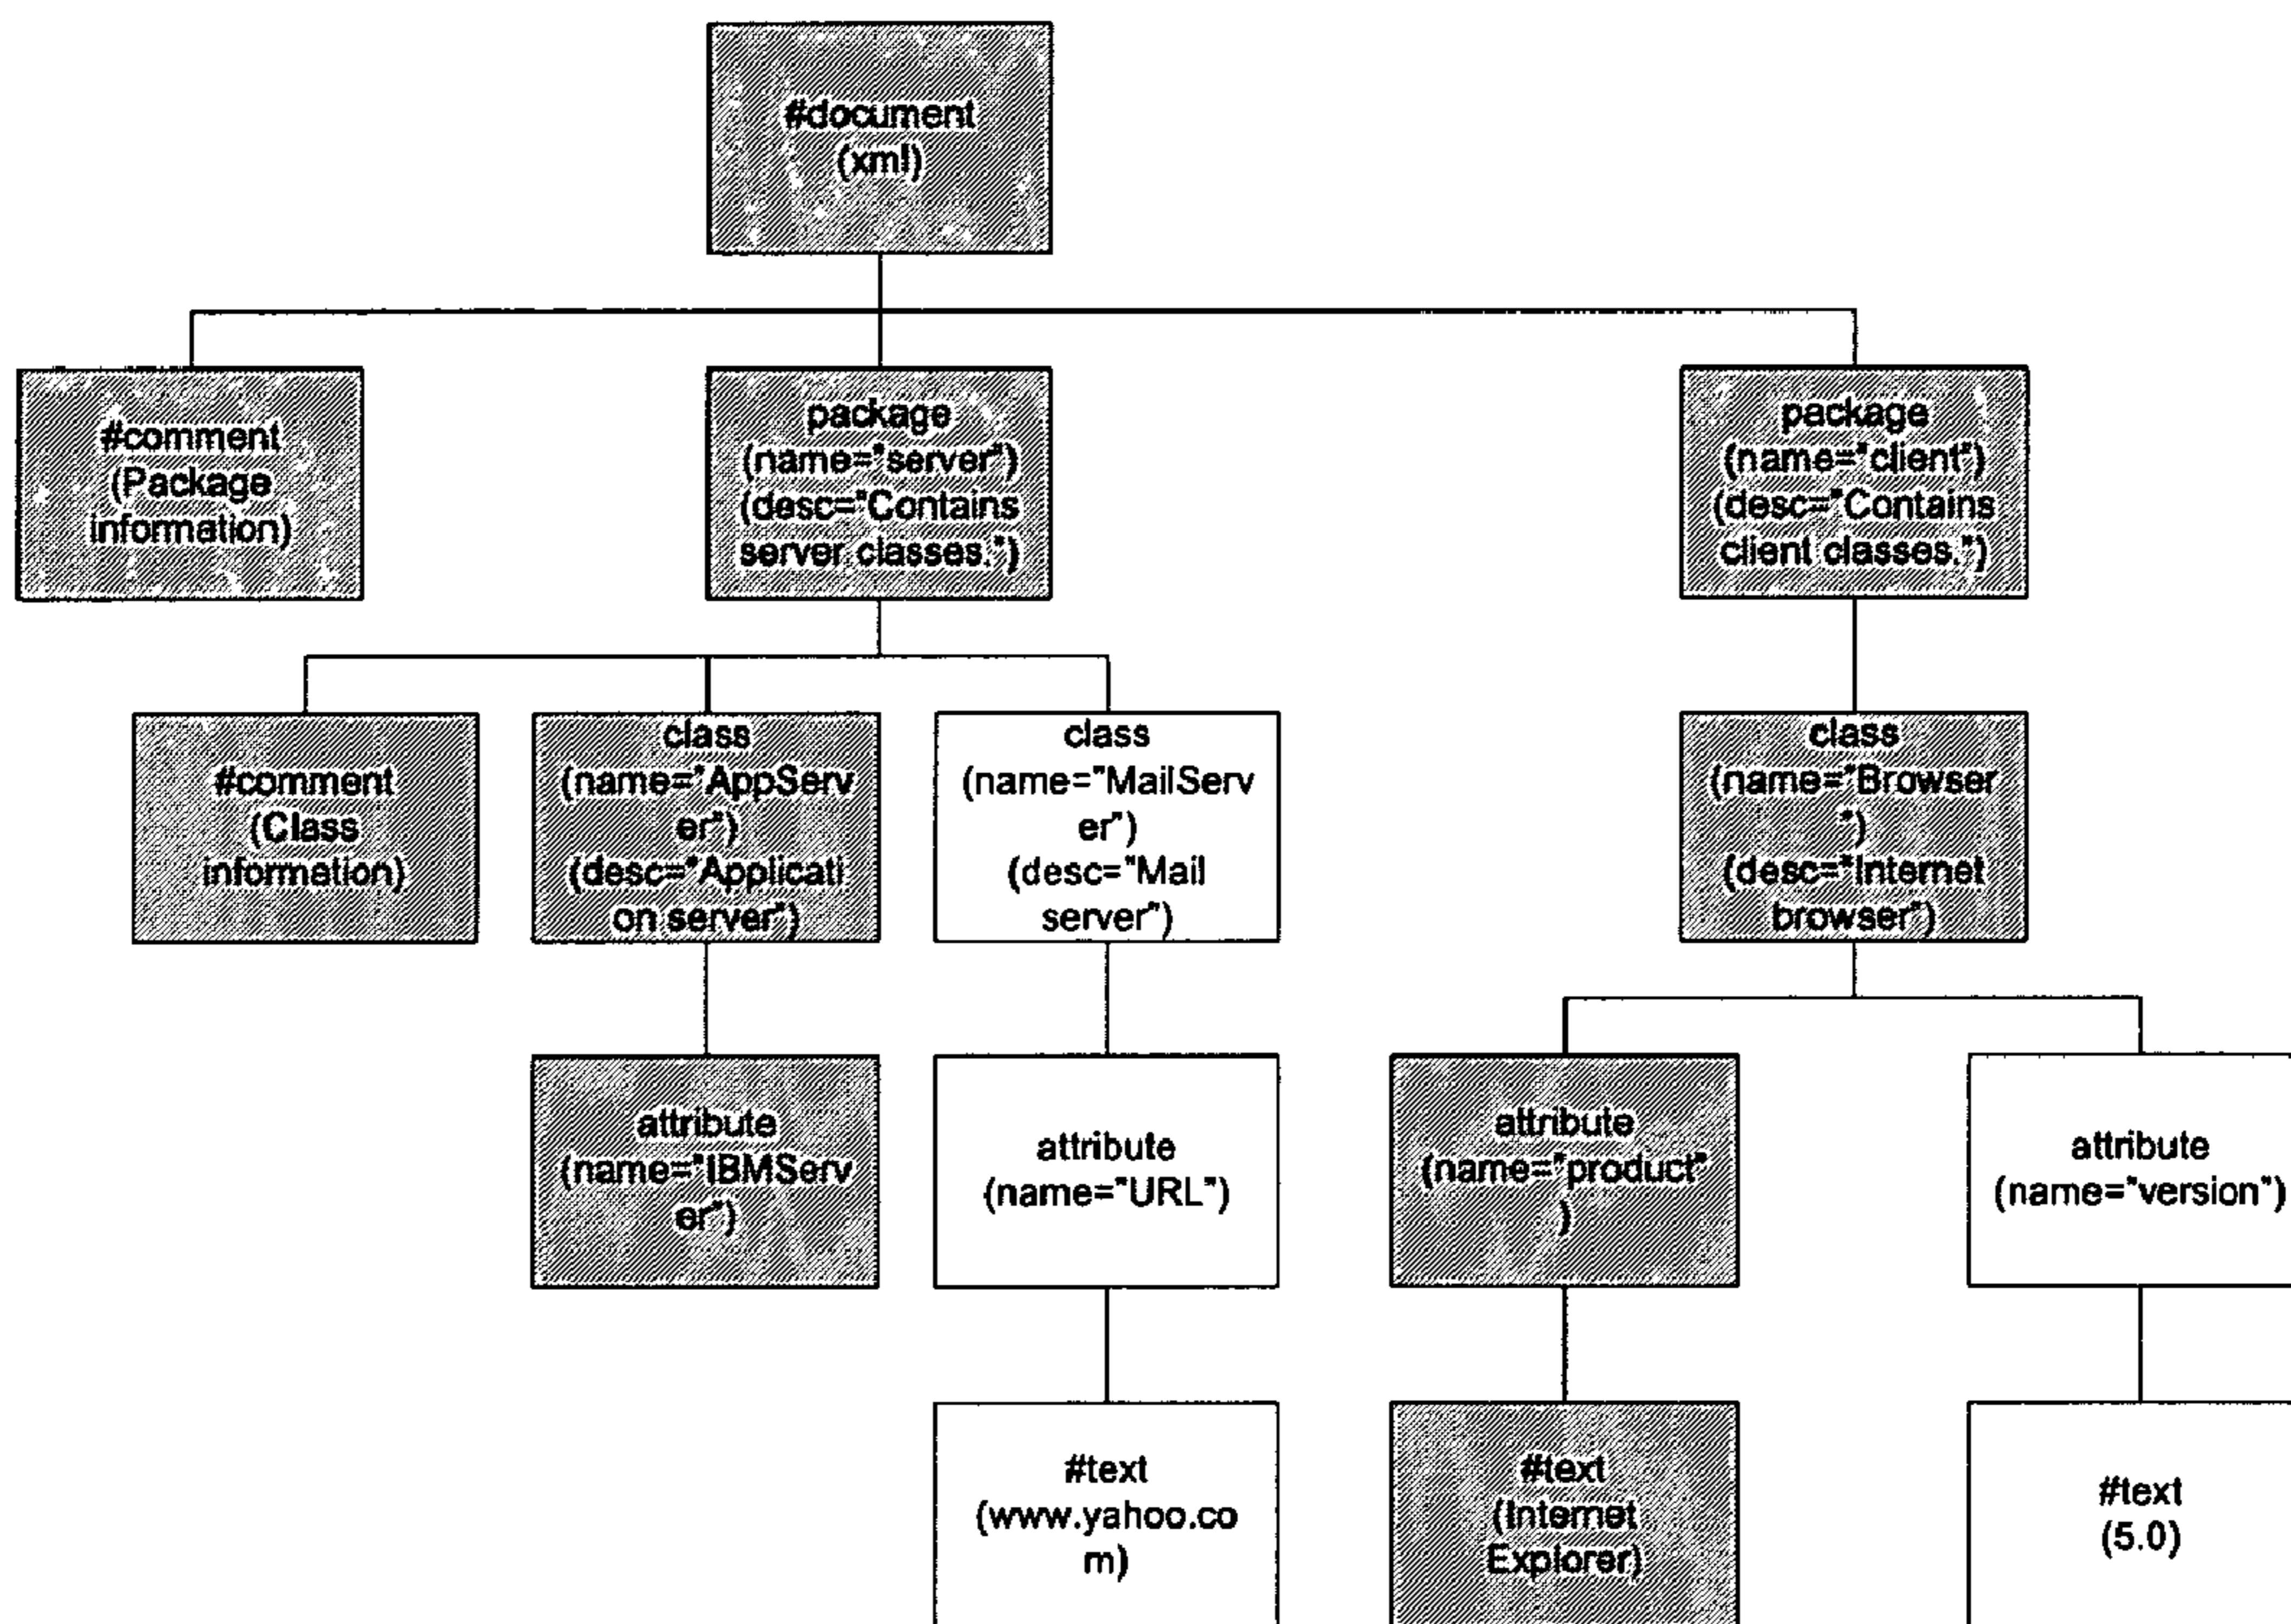 #document
(xml)
#comment
(Package
information)
package
(name="server")
(desc="Contains
server classes.")
package
(name="client")
(desc="Contains
client classes.")
#comment
(Class
information)
class
(name="AppServ
er")
(desc="Applicati
on server")
class
(name="MailServ
er")
(desc="Mail
server")
class
(name="Browser
")
(desc="Internet
browser")
attribute
(name="IBMServ
er")
attribute
(name="URL")
attribute
(name="product"
)
attribute
(name="version")
#text
(www.yahoo.co
m)
#text
(Internet
Explorer)
#text
(5.0)